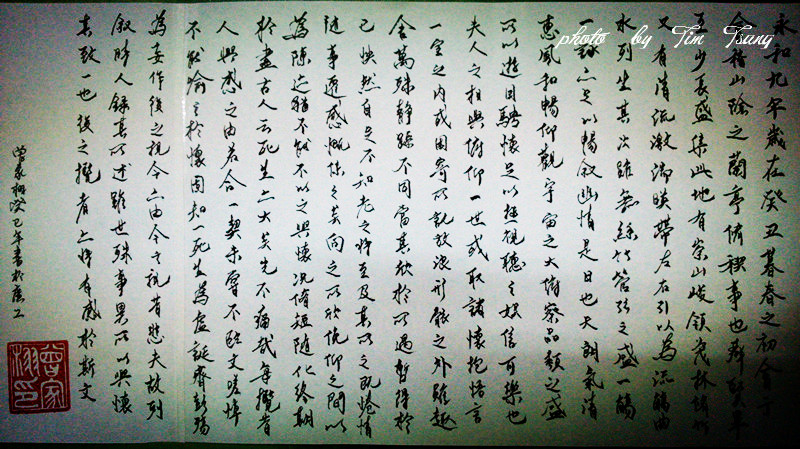 永和九年歲在癸丑暮春之初會于
會稽山陰之蘭亭脩稧事也群賢畢
至少長咸集此地有崇山峻領茂林脩竹
又有清流激湍暎帶左右引以為流觴曲
水列坐其次雖無絲竹管弦之盛一觴
一詠亦足以暢叙幽情是日也天朗氣清
惠風和暢仰觀宇宙之大俯察品類之盛
所以遊目騁懷足以極視聽之娛信可樂也
夫人之相與俯仰一世或取諸懷抱悟言
一室之內或因寄所託放浪形骸之外雖趣
舍萬殊静躁不同當其欣於所遇暫得於
己怏然自足不知老之將至及其所之既惓情
隨事遷感慨係之矣向之所欣俛仰之間以
為陳迹猶不能不以之興懷況脩短隨化終期
於盡古人云死生亦大矣豈不痛哉每攬昔
人興感之由若合一契未嘗不臨文嗟悼
不能喻之於懷固知一死生為虛誕齊彭殤
為妄作後之視今亦由今之視昔悲夫故列
叙時人錄其所述雖世殊事異所以興懷
其致一也後之攬者亦將有感於斯文
曾家栩癸巳年書於
曾家栩印
photo by Tim Tsang